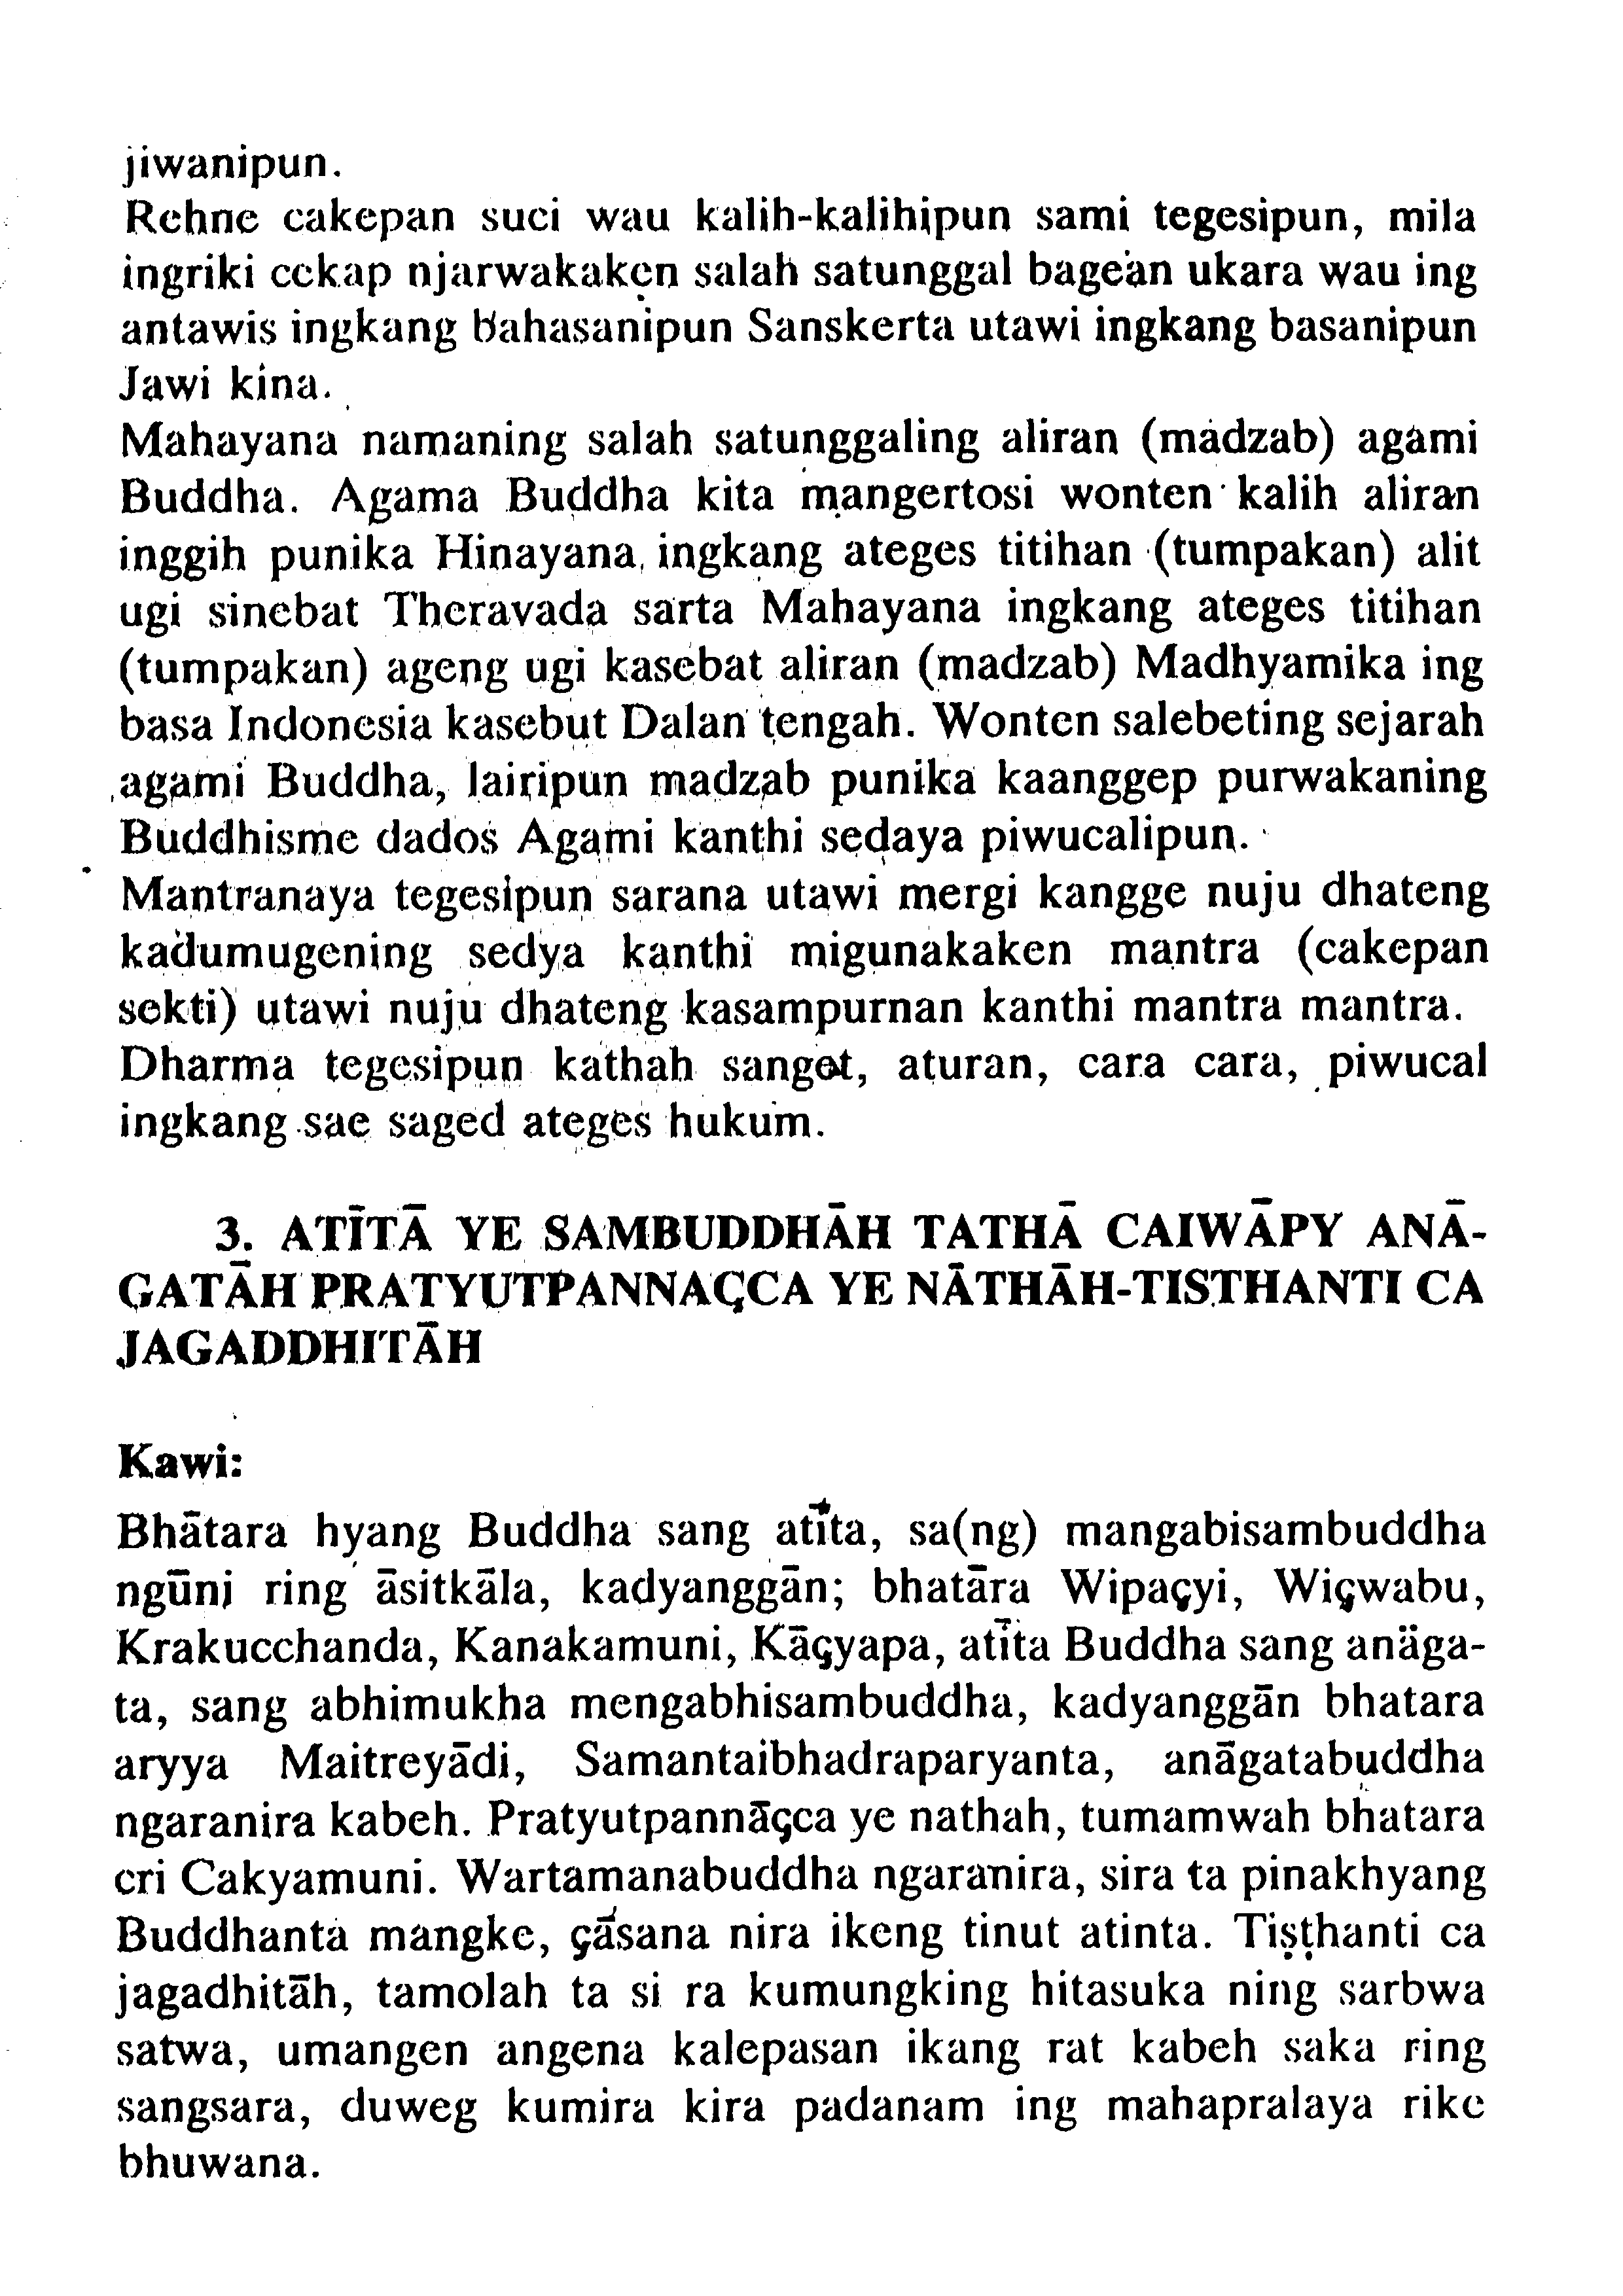 jiwanipun.
Rehne cakepan suci wau kalih-kalihipun sami tegesipun, mila
ingriki cekap njarwakaken salah satunggal bagean ukara wau ing
antawis ingkang bahasanipun Sanskerta utawi ingkang basanipun
Jawi kina.
Mahayana namaning salah satunggaling aliran (madzab) agami
Buddha. Agama Buddha kita mangertosi wonten kalih aliran
inggih punika Hinayana, ingkang ateges titihan (tumpakan) alit
ugi sinebat Theravada sarta Mahayana ingkang ateges titihan
(tumpakan) ageng ugi kasebat aliran (madzab) Madhyamika ing
basa Indonesia kasebut Dalan tengah. Wonten salebeting sejarah
agami Buddha, lairipun madzab punika kaanggep purwakaning
Buddhisme dados Agami kanthi sedaya piwucalipun.
Mantranaya tegesipun sarana utawi mergi kangge nuju dhateng
kadumugening sedya kanthi migunakaken mantra (cakepan
sekti) utawi nuju dhateng kasampurnan kanthi mantra mantra.
Dharma tegesipun kathah sanget, aturan, cara cara, piwucal
ingkang sae saged ateges hukum.
3. ATĪTĀ YE SAMBUDDHĀH TATHĀ CAIWĀPY ANĀ-
GATĀH PRATYUTPANNAÇCA YE NĀTHĀH-TISTHANTI CA
JAGADDHITĀH
Kawi:
Bhātara hyang Buddha sang atīta, sa(ng) mangabisambuddha
ngūni ring āsitkāla, kadyanggān; bhatāra Wipaçyi, Wiçwabu,
Krakucchanda, Kanakamuni, Kāçyapa, atīta Buddha sang anäga-
ta, sang abhimukha mengabhisambuddha, kadyanggān bhatara
aryya Maitreyādi, Samantaibhadraparyanta, anāgatabuddha
ngaranira kabeh. Pratyutpannāçca ye nathah, tumamwah bhatara
cri Cakyamuni. Wartamanabuddha ngaranira, sira ta pinakhyang
Buddhanta mangke, çāsana nira ikeng tinut atinta. Tiṣṭhanti ca
jagadhitāh, tamolah ta si ra kumungking hitasuka ning sarbwa
satwa, umangen angena kalepasan ikang rat kabeh saka ring
sangsara, duweg kumira kira padanam ing mahapralaya rike
bhuwana.